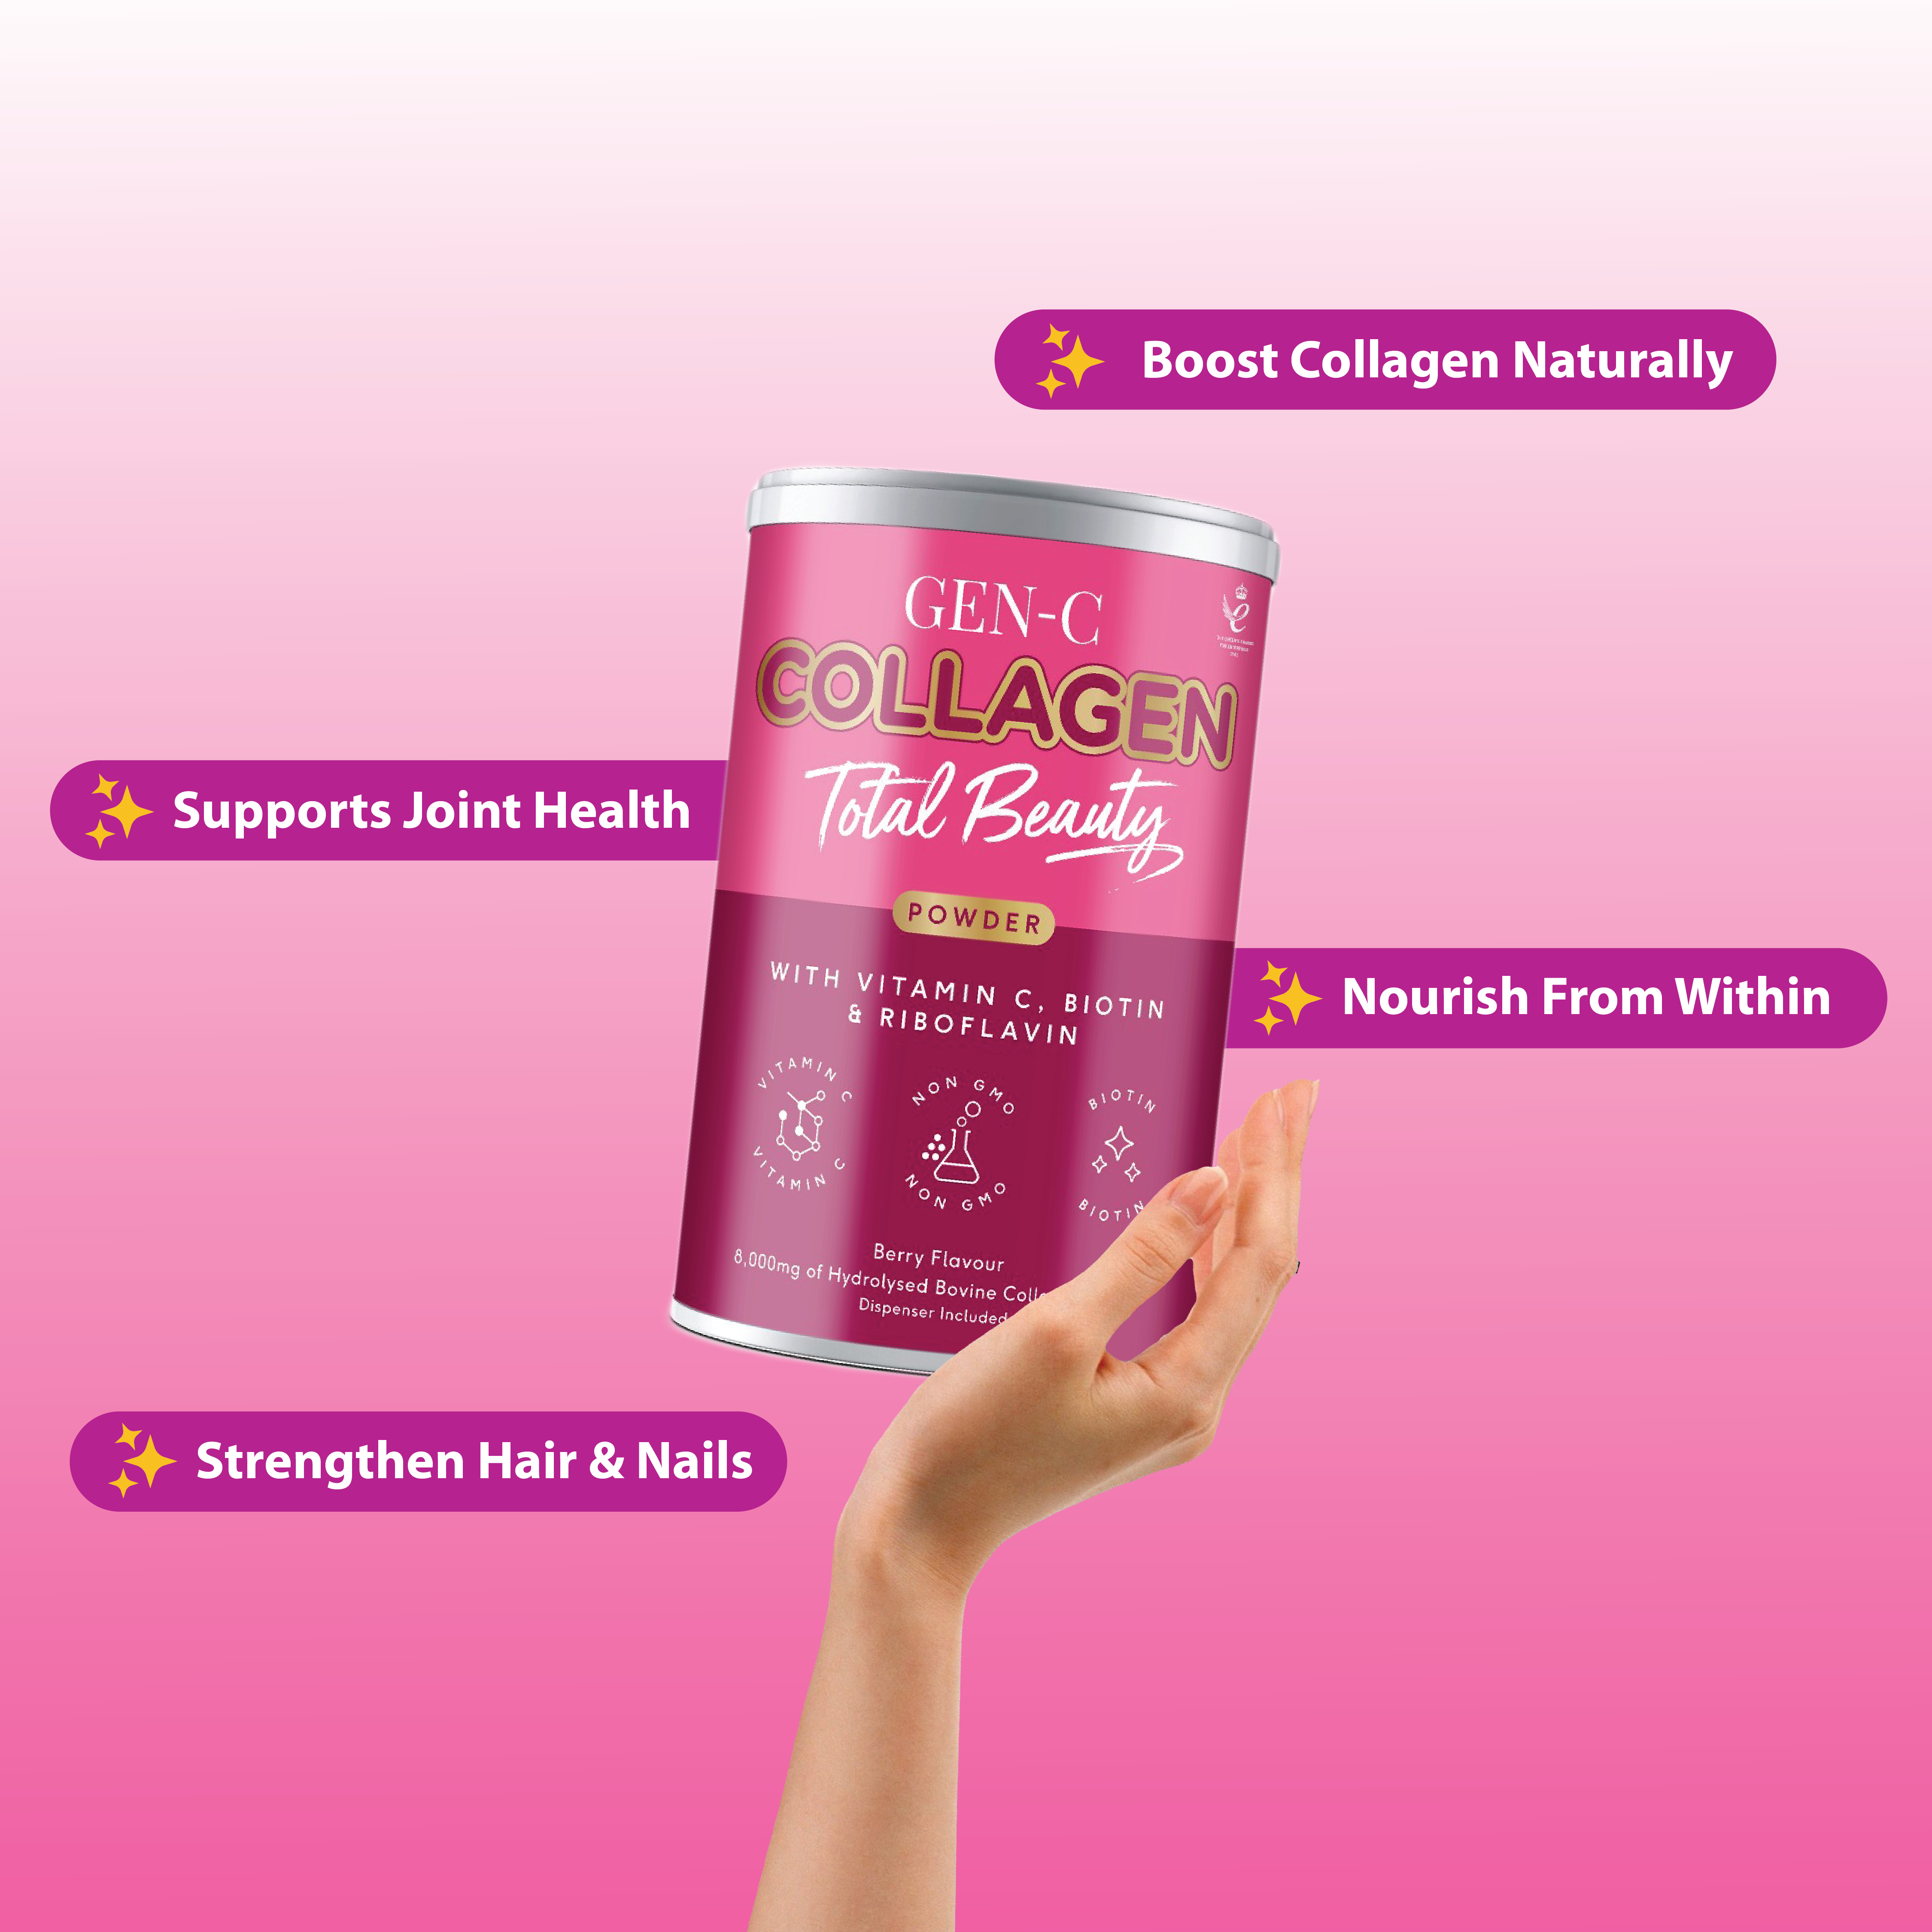 Boost Collagen Naturally
GEN-C
COLLAGEN
Total Beauty
Supports Joint Health
POWDER
Nourish From Within
WITH VITAMIN C, BIOTIN
& RIBOFLAVIN
VITAMIN C
VITAMIN C
NON GMO
NON GMO
BIOTIN
BIOTIN
Berry Flavour
8,000mg of Hydrolysed Bovine
Dispenser Included
Strengthen Hair & Nails